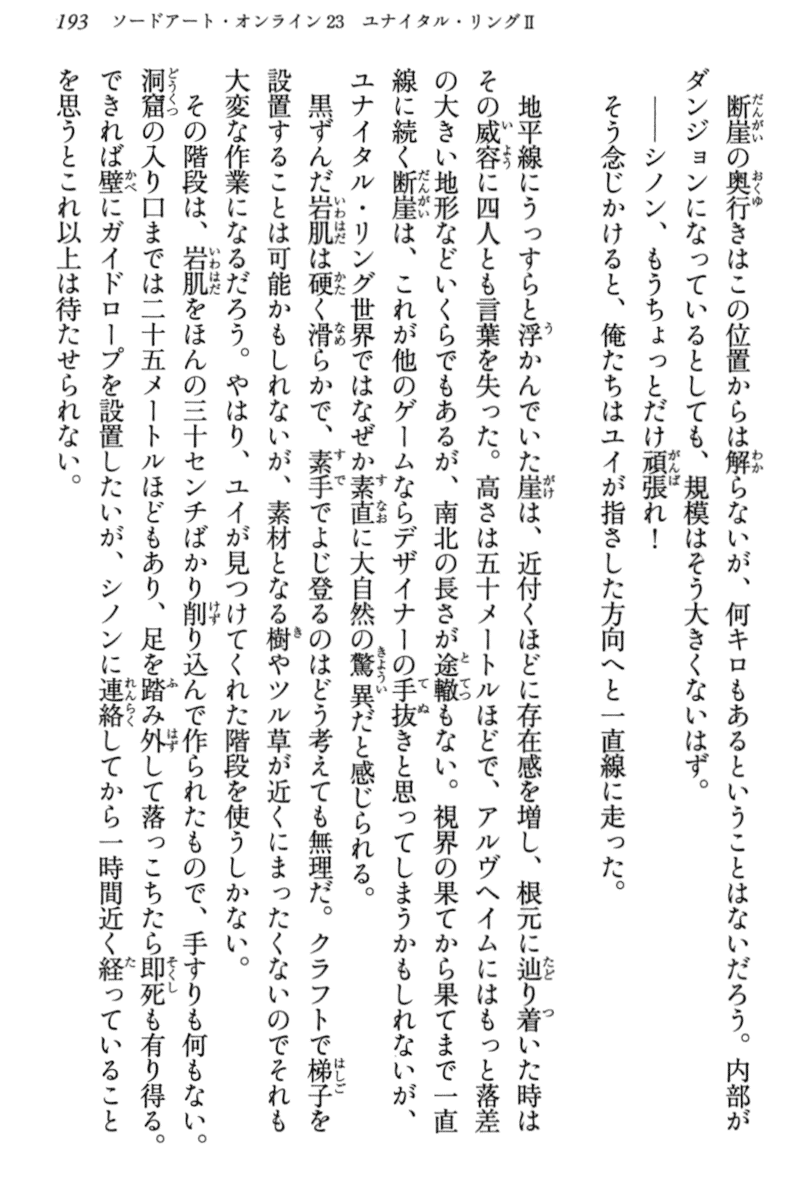 193　ソードアート・オンライン23　ユナイタル・リングⅡ
断崖の奥行きはこの位置からは解らないが、何キロもあるということはないだろう。内部が
ダンジョンになっているとしても、規模はそう大きくないはず。
――シノン、もうちょっとだけ頑張れ！
そう念じかけると、俺たちはユイが指さした方向へと一直線に走った。
地平線にうっすらと浮かんでいた崖は、近付くほどに存在感を増し、根元に辿り着いた時は
その威容に四人とも言葉を失った。高さは五十メートルほどで、アルヴヘイムにはもっと落差
の大きい地形などいくらでもあるが、南北の長さが途轍もない。視界の果てから果てまで一直
線に続く断崖は、これが他のゲームならデザイナーの手抜きと思ってしまうかもしれないが、
ユナイタル・リング世界ではなぜか素直に大自然の驚異だと感じられる。
黒ずんだ岩肌は硬く滑らかで、素手でよじ登るのはどう考えても無理だ。クラフトで梯子を
設置することは可能かもしれないが、素材となる樹やツル草が近くにまったくないのでそれも
大変な作業になるだろう。やはり、ユイが見つけてくれた階段を使うしかない。
その階段は、岩肌をほんの三十センチばかり削り込んで作られたもので、手すりも何もない。
洞窟の入り口までは二十五メートルほどもあり、足を踏み外して落っこちたら即死も有り得る。
できれば壁にガイドロープを設置したいが、シノンに連絡してから一時間近く経っていること
を思うとこれ以上は待たせられない。